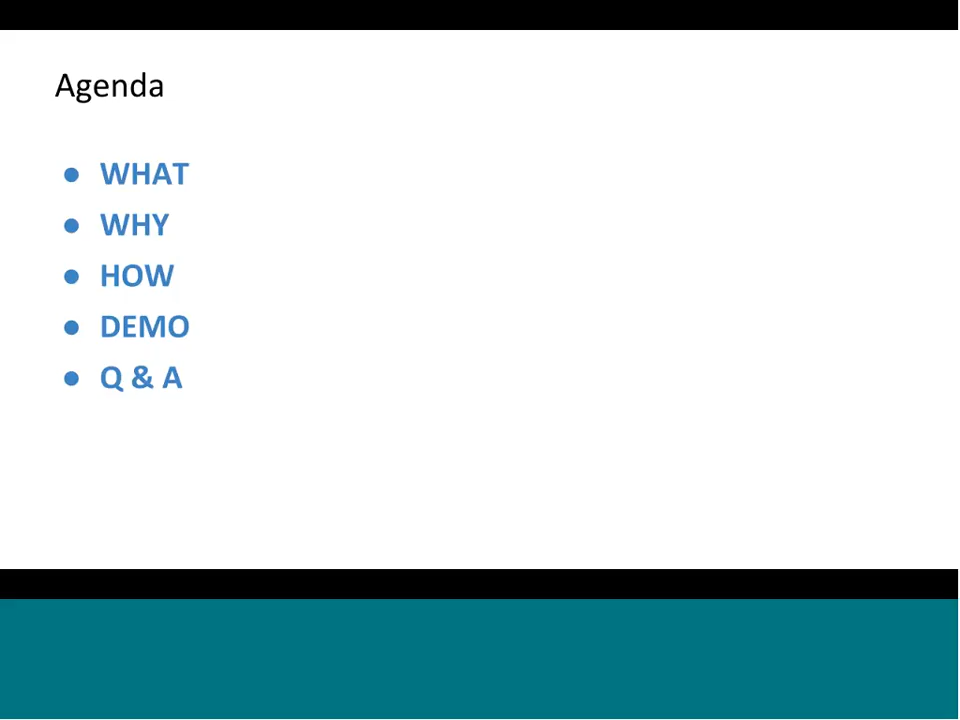 Agenda
● WHAT
● WHY
● HOW
● DEMO
● Q & A